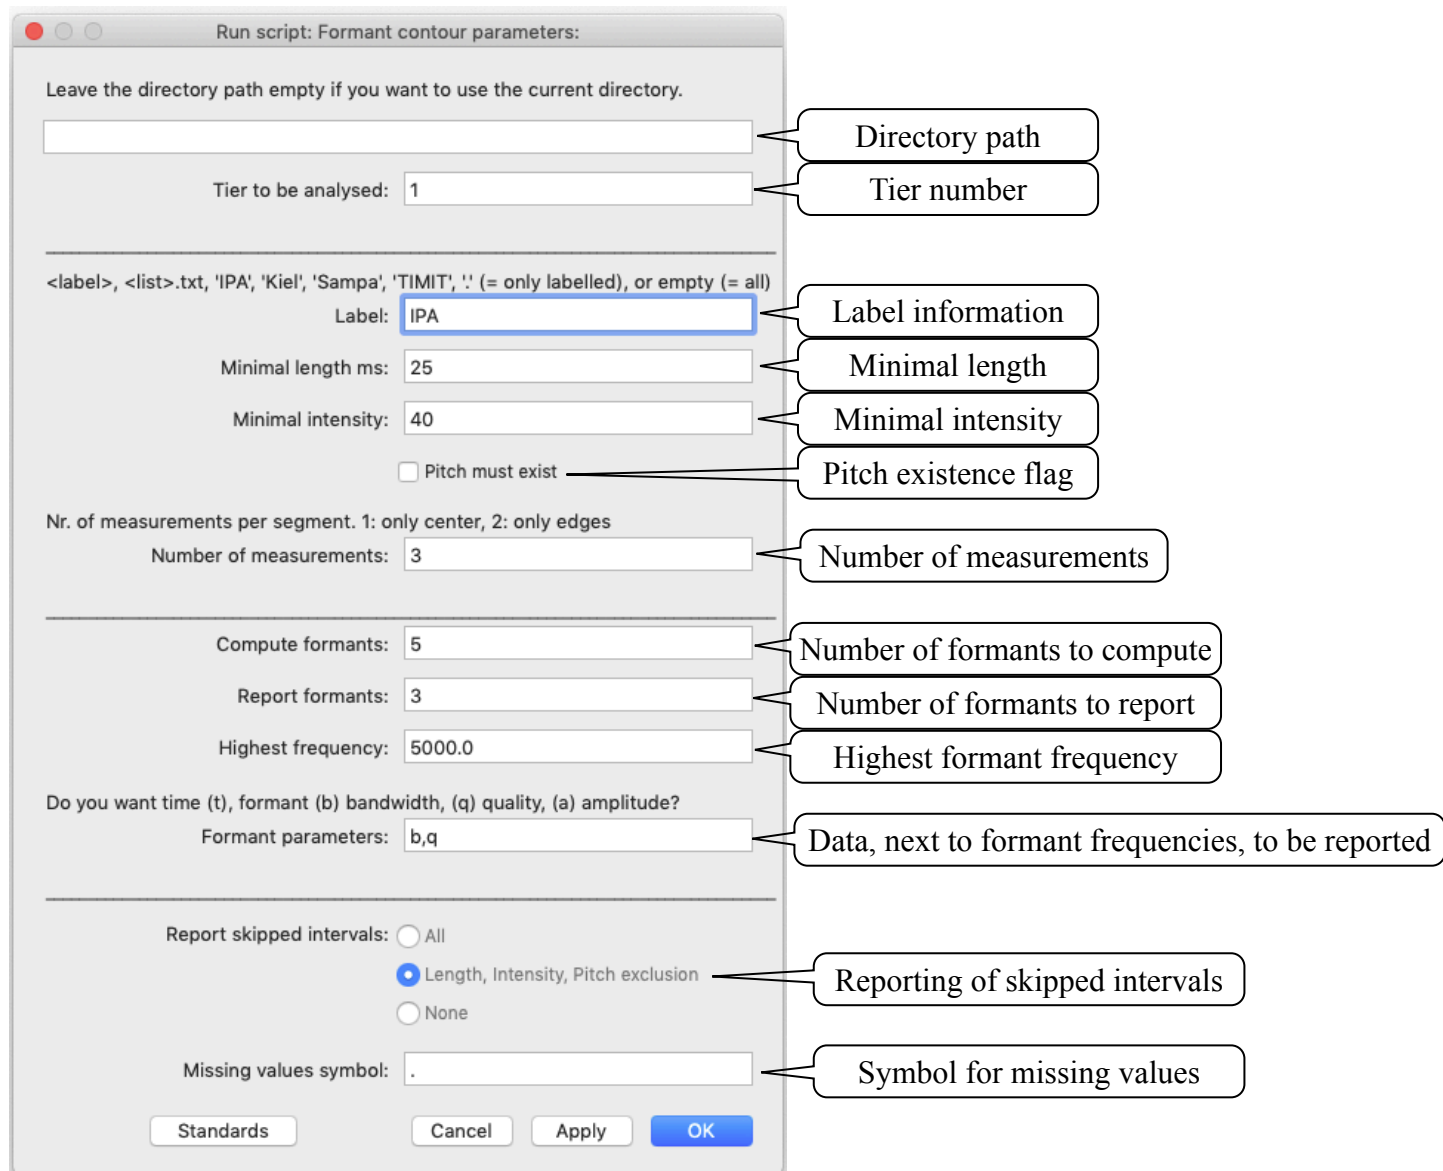 Run script: Formant contour parameters:
Leave the directory path empty if you want to use the current directory.
Directory path
Tier to be analysed: 1
Tier number
<label>, <list>.txt, 'IPA', 'Kiel', 'Sampa', 'TIMIT', '.' (= only labelled), or empty (= all)
Label: IPA
Label information
Minimal length ms: 25
Minimal length
Minimal intensity: 40
Minimal intensity
Pitch must exist
Pitch existence flag
Nr. of measurements per segment. 1: only center, 2: only edges
Number of measurements: 3
Number of measurements
Compute formants: 5
Number of formants to compute
Report formants: 3
Number of formants to report
Highest frequency: 5000.0
Highest formant frequency
Do you want time (t), formant (b) bandwidth, (q) quality, (a) amplitude?
Formant parameters: b,q
Data, next to formant frequencies, to be reported
Report skipped intervals: All
Length, Intensity, Pitch exclusion
Reporting of skipped intervals
None
Missing values symbol: .
Symbol for missing values
Standards Cancel Apply OK